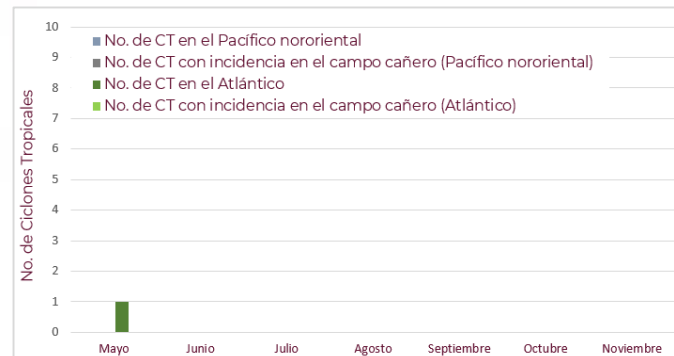 No. de Ciclones Tropicales
10
9
8
7
6
5
4
3
2
1
0
No. de CT en el Pacífico nororiental
No. de CT con incidencia en el campo cañero (Pacífico nororiental)
No. de CT en el Atlántico
No. de CT con incidencia en el campo cañero (Atlántico)
Mayo Junio Julio Agosto Septiembre Octubre Noviembre